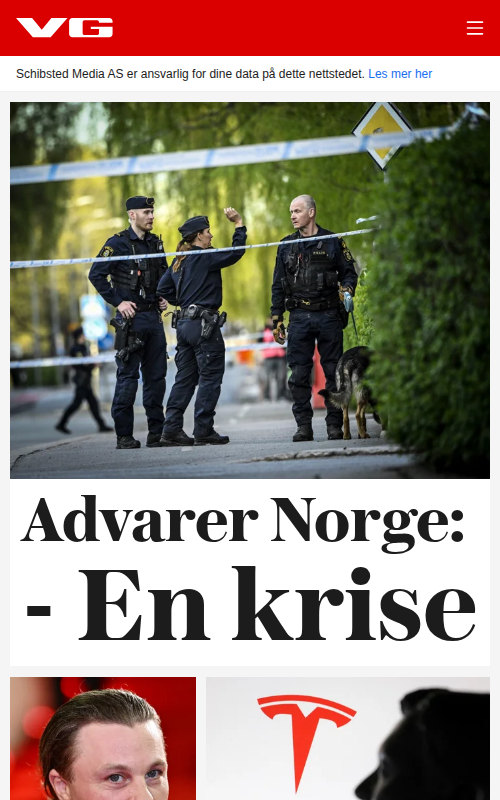 VG
Schibsted Media AS er ansvarlig for dine data på dette nettstedet. Les mer her
Advarer Norge:
- En krise